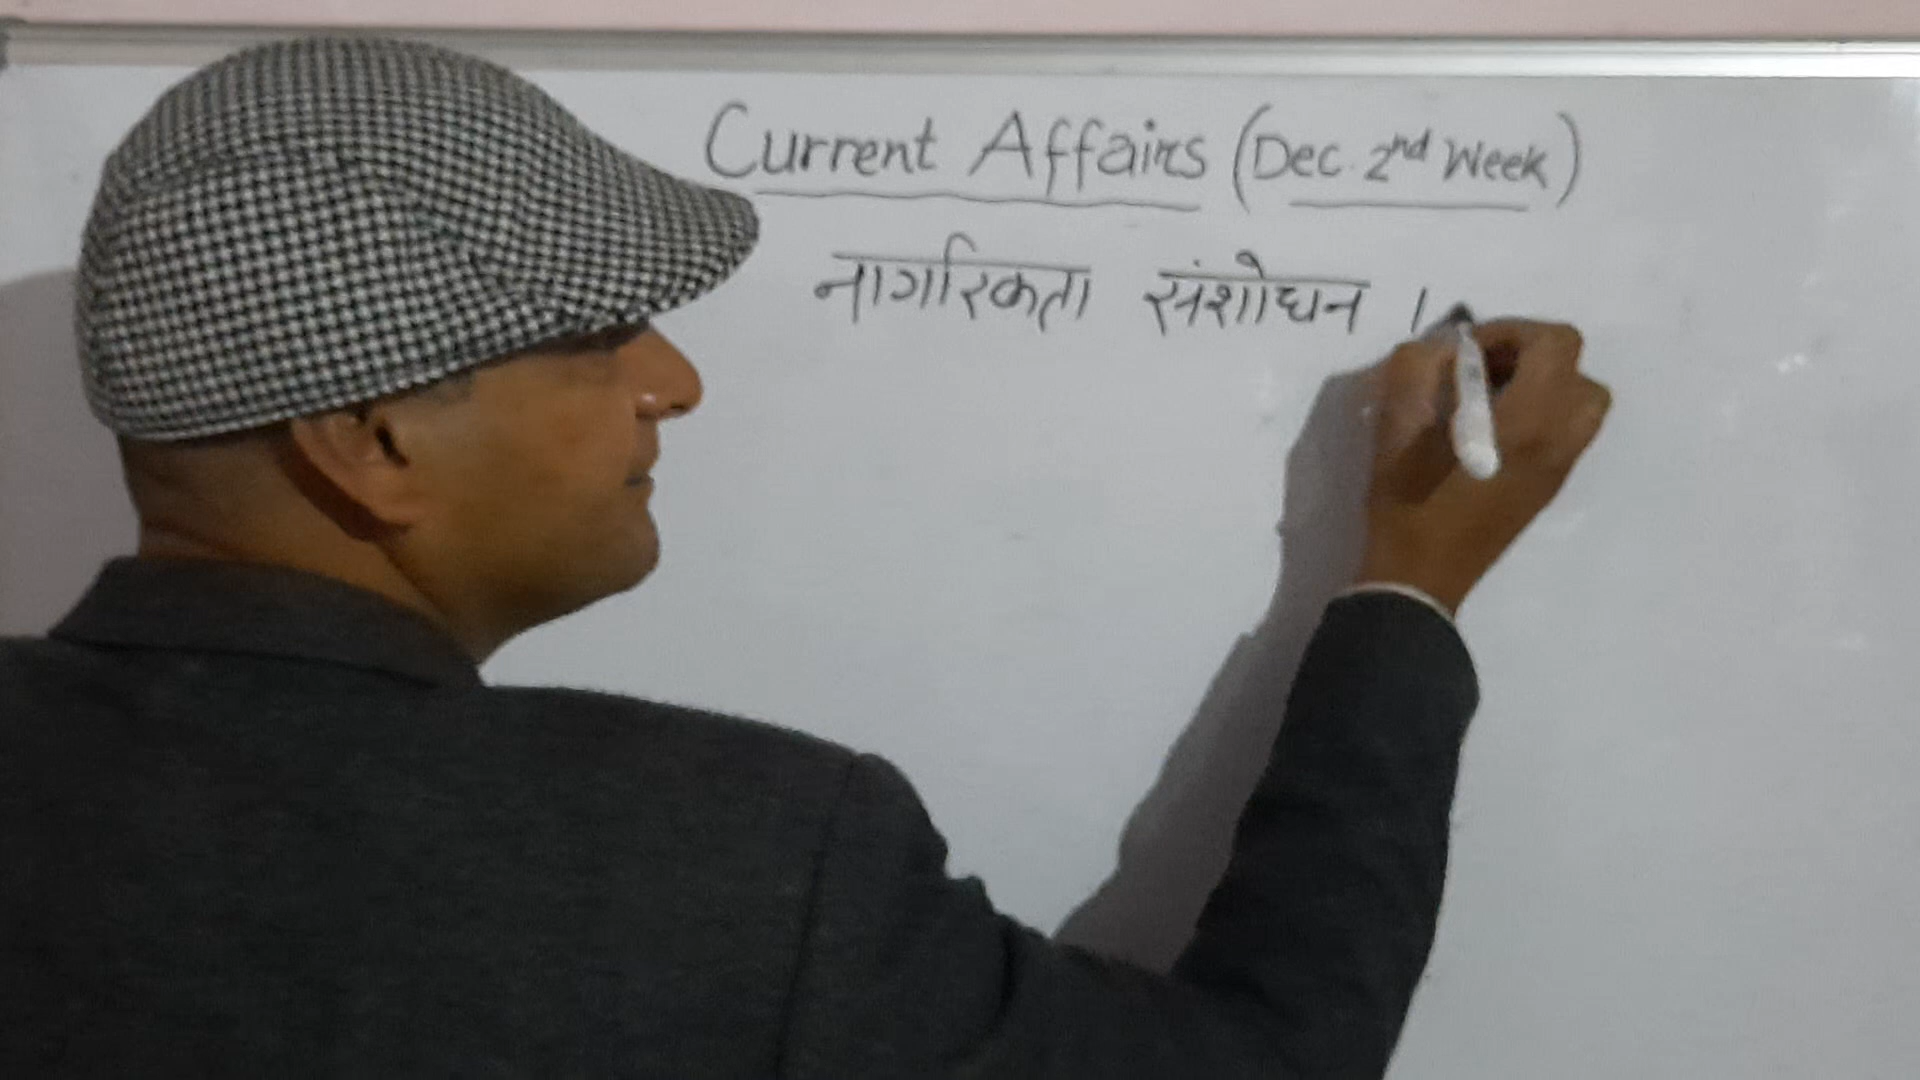 Current Affairs (Dec. 2nd Week)
नागरिकता संशोधन